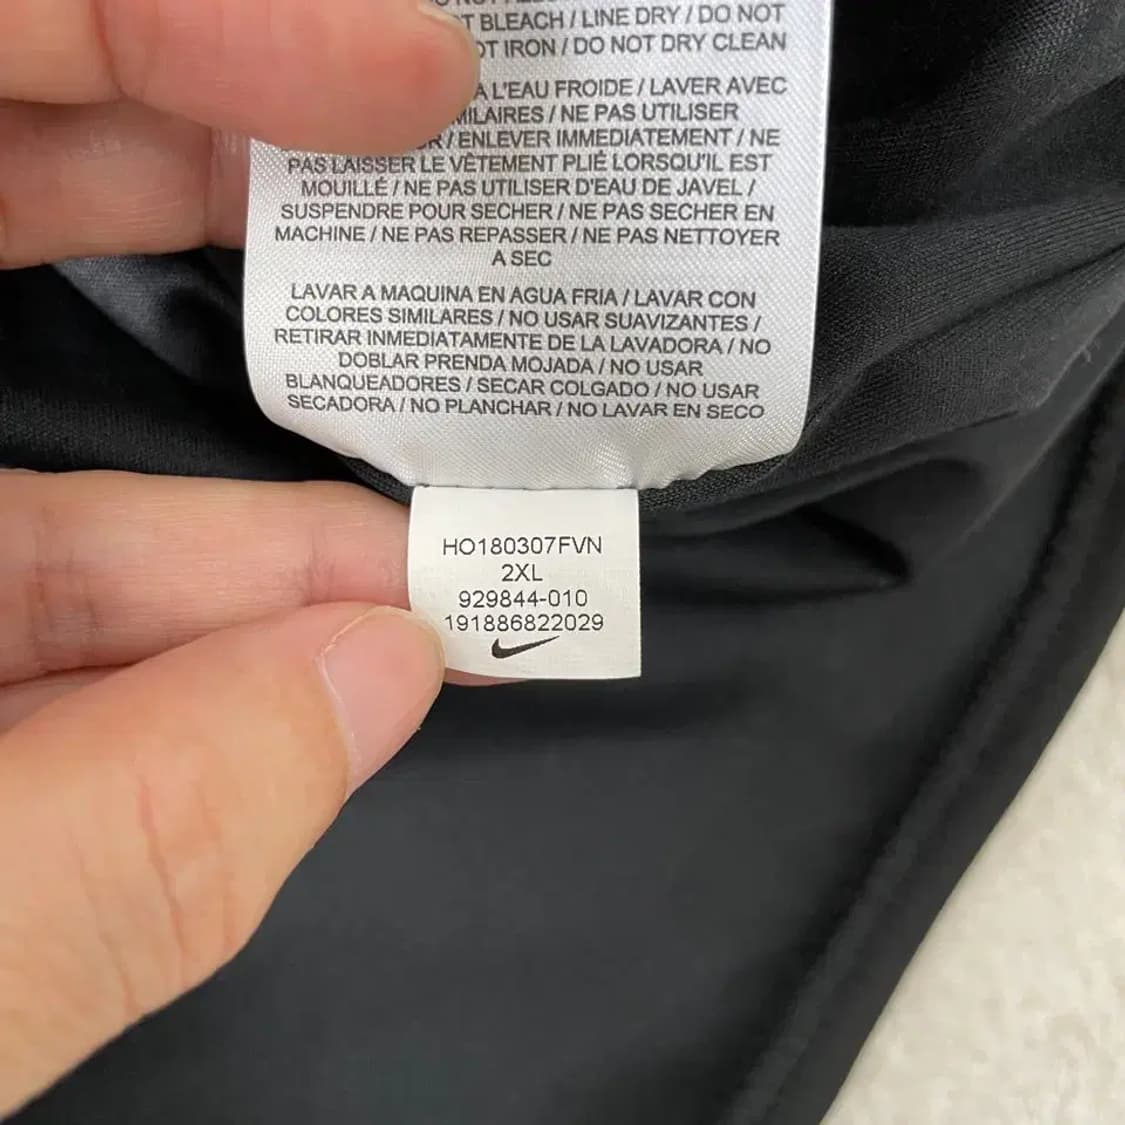 T BLEACH / LINE DRY / DO NOT
OT IRON / DO NOT DRY CLEAN
A L'EAU FROIDE / LAVER AVEC
MILAIRES / NE PAS UTILISER
R / ENLEVER IMMEDIATEMENT / NE
PAS LAISSER LE VÊTEMENT PLIÉ LORSQU'IL EST
MOUILLÉ / NE PAS UTILISER D'EAU DE JAVEL /
SUSPENDRE POUR SECHER / NE PAS SECHER EN
MACHINE / NE PAS REPASSER / NE PAS NETTOYER
A SEC
LAVAR A MAQUINA EN AGUA FRIA / LAVAR CON
COLORES SIMILARES / NO USAR SUAVIZANTES /
RETIRAR INMEDIATAMENTE DE LA LAVADORA / NO
DOBLAR PRENDA MOJADA / NO USAR
BLANQUEADORES / SECAR COLGADO / NO USAR
SECADORA / NO PLANCHAR / NO LAVAR EN SECO
HO180307FVN
2XL
929844-010
191886822029